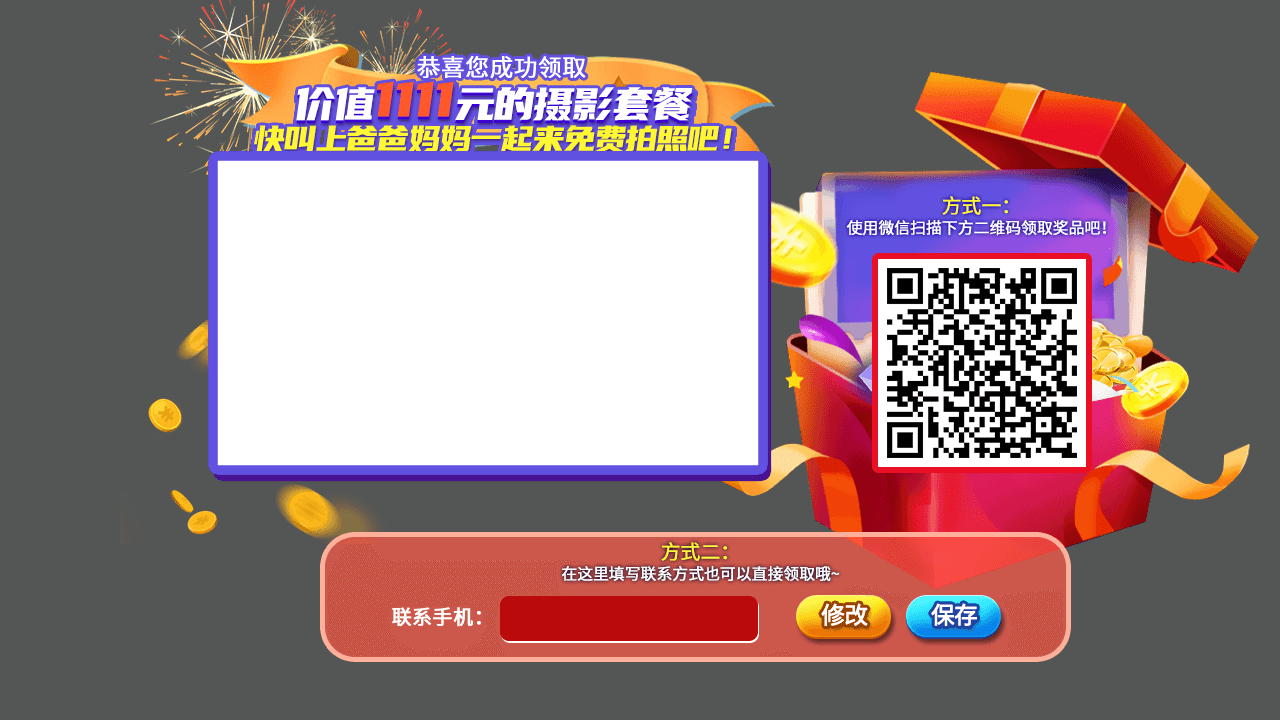 恭喜您成功领取
价值1111元的摄影套餐
快叫上爸爸妈妈一起来免费拍照吧!
方式一:
使用微信扫描下方二维码领取奖品吧!
方式二:
在这里填写联系方式也可以直接领取哦~
联系手机:
修改
保存